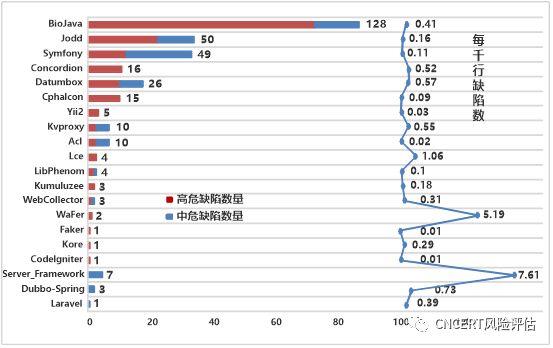 BioJava 128 0.41
Jodd 50 0.16
Symfony 49 0.11
Concordion 16 0.52
Datumbox 26 0.57
Cphalcon 15 0.09
Yii2 5 0.03
Kvproxy 10 0.55
Acl 10 0.02
Lce 4 1.06
LibPhenom 4 0.1
Kumuluzee 3 0.18
WebCollector 3 0.31
WaFer 2 5.19
Faker 1 0.01
Kore 1 0.29
CodeIgniter 1 0.01
Server_Framework 7 7.61
Dubbo-Spring 3 0.73
Laravel 1 0.39
每千行缺陷数
高危缺陷数量
中危缺陷数量
0 20 40 60 80 100
CNCERT风险评估